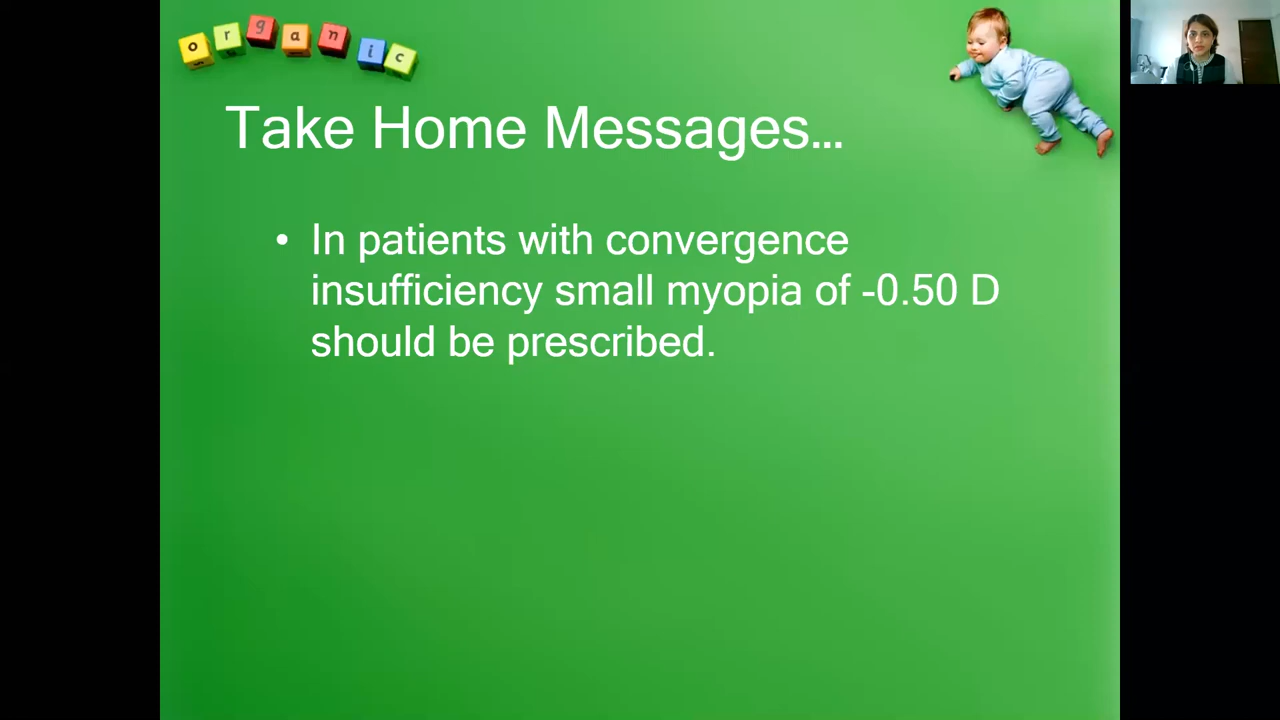 organic
Take Home Messages...
• In patients with convergence
insufficiency small myopia of -0.50 D
should be prescribed.